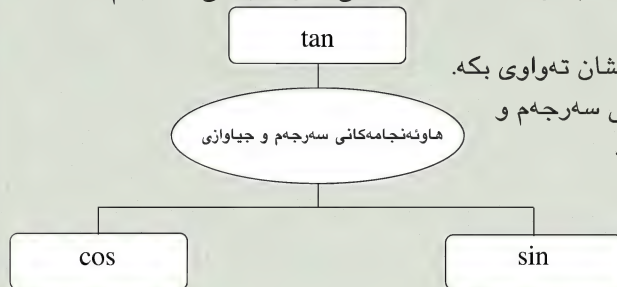 tan
شان تەواوی بکە.
سەرجەم و
هاوئەنجامەکانی سەرجەم و جیاوازی
cos
sin